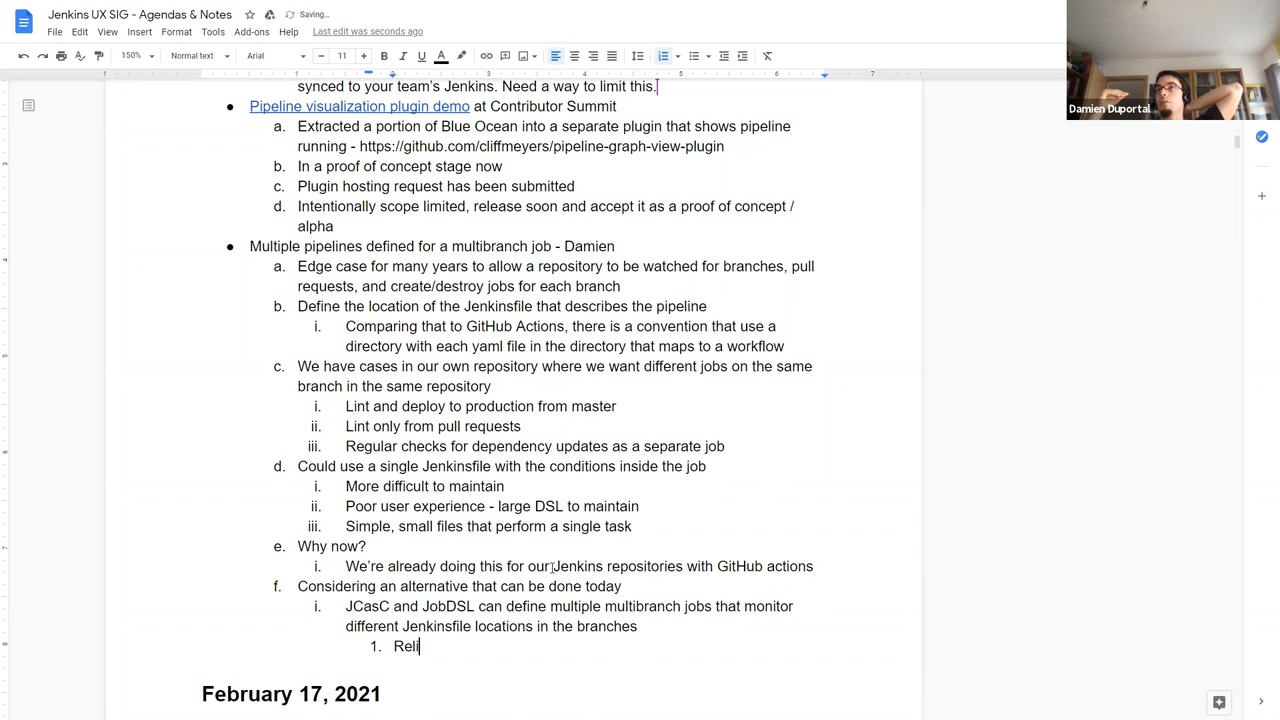 Jenkins UX SIG - Agendas & Notes
Saving...
File Edit View Insert Format Tools Add-ons Help Last edit was seconds ago
150% Normal text Arial 11 B I U A
1 1 2 3 4 5 6 7
synced to your team's Jenkins. Need a way to limit this.
● Pipeline visualization plugin demo at Contributor Summit
a. Extracted a portion of Blue Ocean into a separate plugin that shows pipeline
running - https://github.com/cliffmeyers/pipeline-graph-view-plugin
b. In a proof of concept stage now
c. Plugin hosting request has been submitted
d. Intentionally scope limited, release soon and accept it as a proof of concept /
alpha
● Multiple pipelines defined for a multibranch job - Damien
a. Edge case for many years to allow a repository to be watched for branches, pull
requests, and create/destroy jobs for each branch
b. Define the location of the Jenkinsfile that describes the pipeline
i. Comparing that to GitHub Actions, there is a convention that use a
directory with each yaml file in the directory that maps to a workflow
c. We have cases in our own repository where we want different jobs on the same
branch in the same repository
i. Lint and deploy to production from master
ii. Lint only from pull requests
iii. Regular checks for dependency updates as a separate job
d. Could use a single Jenkinsfile with the conditions inside the job
i. More difficult to maintain
ii. Poor user experience - large DSL to maintain
iii. Simple, small files that perform a single task
e. Why now?
i. We're already doing this for our Jenkins repositories with GitHub actions
f. Considering an alternative that can be done today
i. JCasC and JobDSL can define multiple multibranch jobs that monitor
different Jenkinsfile locations in the branches
1. Reli
February 17, 2021
Damien Duportal